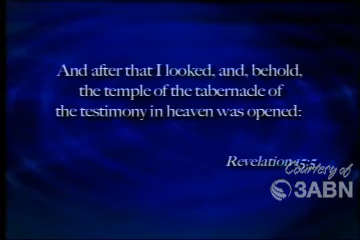 And after that I looked, and, behold,
the temple of the tabernacle of
the testimony in heaven was opened:
Revelation 15:5
Courtesy of
3ABN